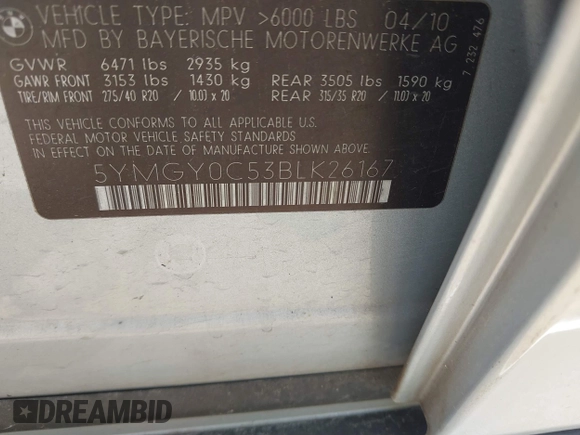 BMW
VEHICLE TYPE: MPV >6000 LBS 04/10
MFD BY BAYERISCHE MOTORENWERKE AG
GVWR 6471 lbs 2935 kg
GAWR FRONT 3153 lbs 1430 kg REAR 3505 lbs 1590 kg
TIRE/RIM FRONT 275/40 R20 / 10.0J x 20 REAR 315/35 R20 / 11.0J x 20
THIS VEHICLE CONFORMS TO ALL APPLICABLE U.S.
FEDERAL MOTOR VEHICLE SAFETY STANDARDS
IN EFFECT ON THE DATE OF MANUFACTURE SHOWN ABOVE.
5YMGY0C53BLK26167
7 232 476
DREAMBID